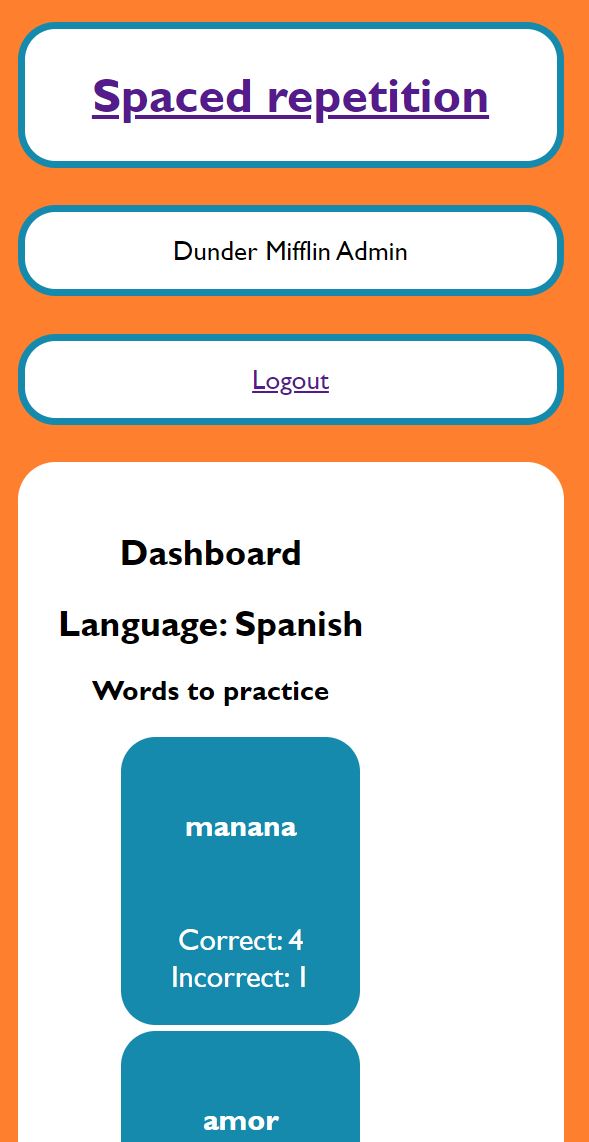 Spaced repetition
Dunder Mifflin Admin
Logout
Dashboard
Language: Spanish
Words to practice
manana
Correct: 4
Incorrect: 1
amor